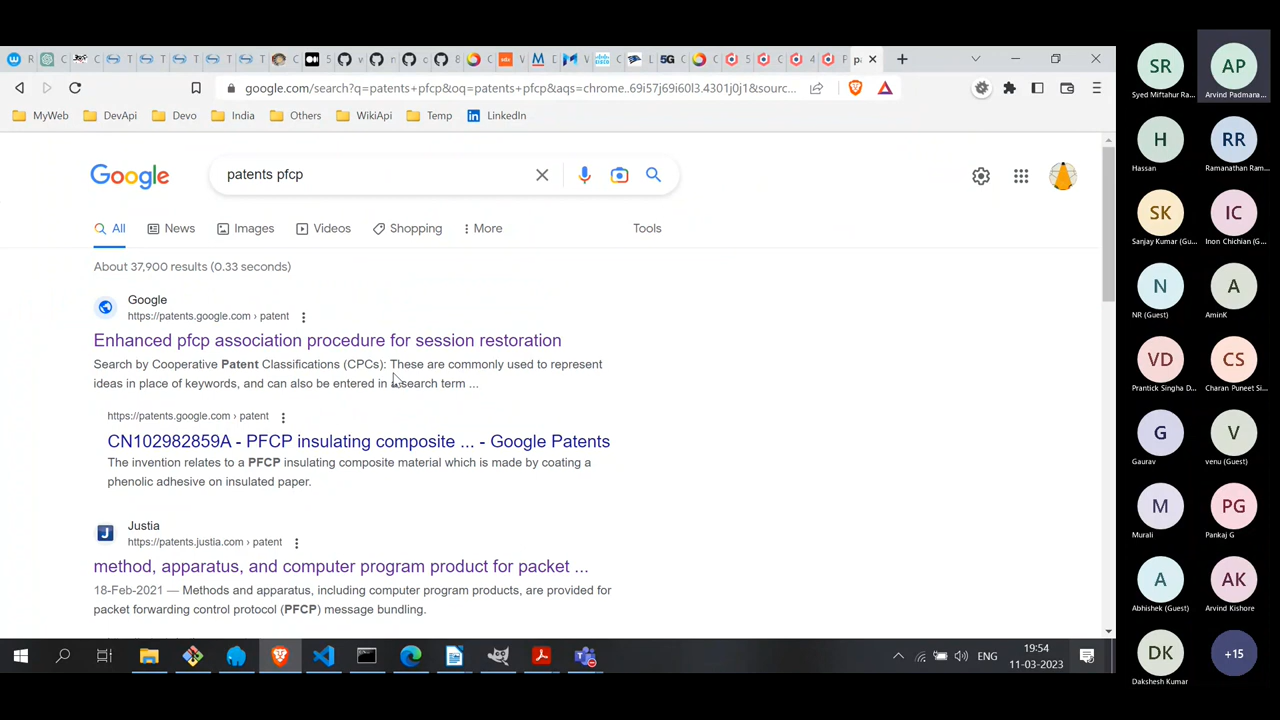 google.com/search?q=patents+pfcp&oq=patents+pfcp&aqs=chrome..69i57j69i60l3.4301j0j1&sourc...
MyWeb
DevApi
Devo
India
Others
WikiApi
Temp
LinkedIn
Google
patents pfcp
All
News
Images
Videos
Shopping
More
Tools
About 37,900 results (0.33 seconds)
Google
https://patents.google.com › patent
Enhanced pfcp association procedure for session restoration
Search by Cooperative Patent Classifications (CPCs): These are commonly used to represent
ideas in place of keywords, and can also be entered in a search term ...
https://patents.google.com › patent
CN102982859A - PFCP insulating composite ... - Google Patents
The invention relates to a PFCP insulating composite material which is made by coating a
phenolic adhesive on insulated paper.
Justia
https://patents.justia.com › patent
method, apparatus, and computer program product for packet ...
18-Feb-2021 — Methods and apparatus, including computer program products, are provided for
packet forwarding control protocol (PFCP) message bundling.
ENG
19:54
11-03-2023
SR
Syed Miftahur Ra...
AP
Arvind Padmana...
H
Hassan
RR
Ramanathan Ram...
SK
Sanjay Kumar (Gu...
IC
Inon Chichian (G...
N
NR (Guest)
A
AminK
VD
Prantick Singha D...
CS
Charan Puneet Si...
G
Gaurav
V
venu (Guest)
M
Murali
PG
Pankaj G
A
Abhishek (Guest)
AK
Arvind Kishore
DK
Dakshesh Kumar
+15